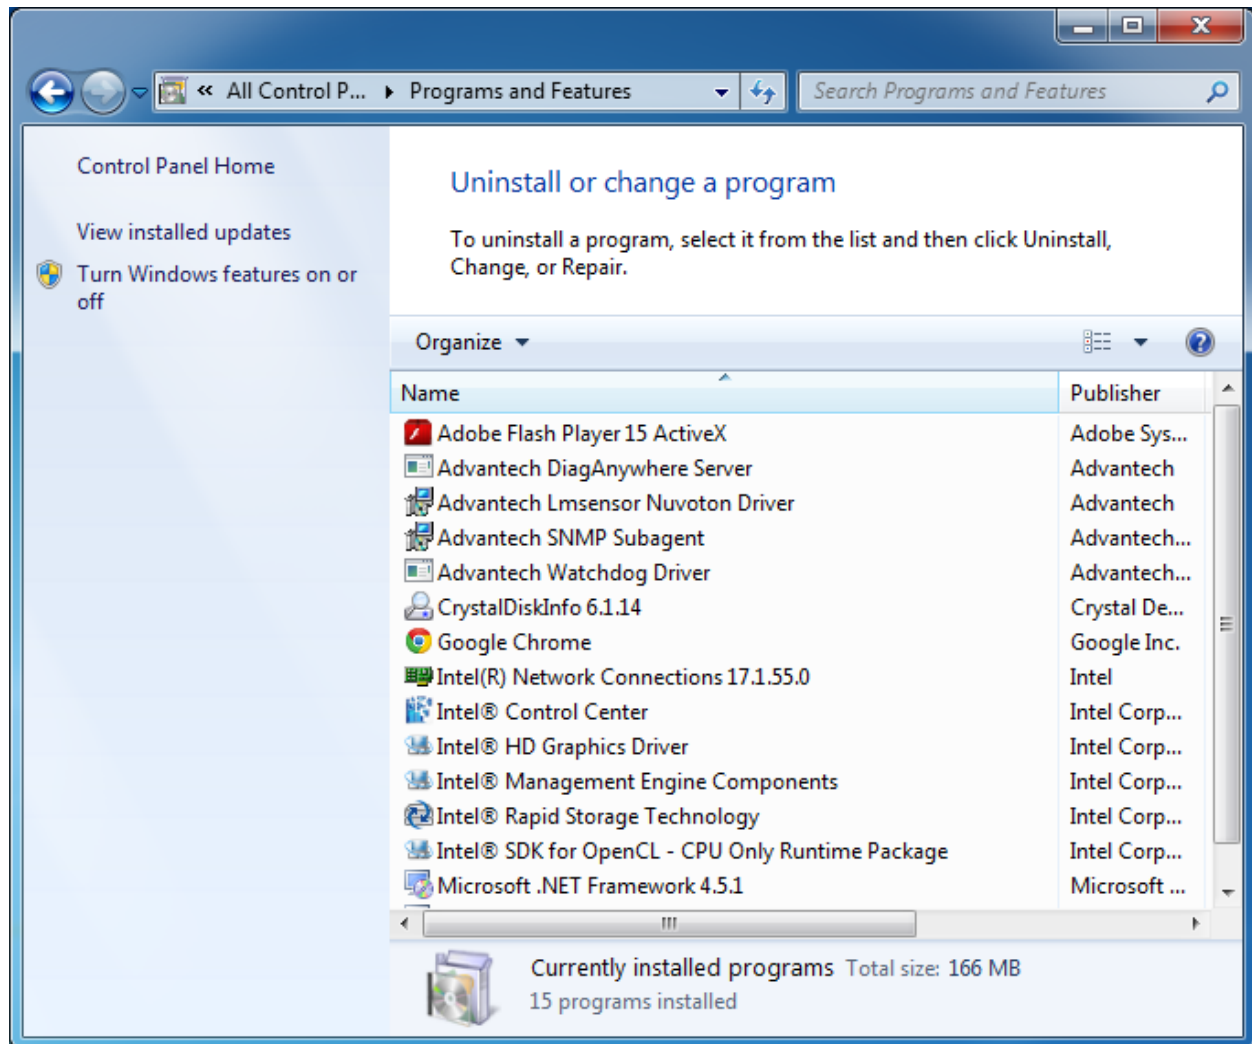 « All Control P... ▸ Programs and Features
Search Programs and Features
Control Panel Home
View installed updates
Turn Windows features on or
off
Uninstall or change a program
To uninstall a program, select it from the list and then click Uninstall,
Change, or Repair.
Organize
Name Publisher
Adobe Flash Player 15 ActiveX Adobe Sys...
Advantech DiagAnywhere Server Advantech
Advantech Lmsensor Nuvoton Driver Advantech
Advantech SNMP Subagent Advantech...
Advantech Watchdog Driver Advantech...
CrystalDiskInfo 6.1.14 Crystal De...
Google Chrome Google Inc.
Intel(R) Network Connections 17.1.55.0 Intel
Intel® Control Center Intel Corp...
Intel® HD Graphics Driver Intel Corp...
Intel® Management Engine Components Intel Corp...
Intel® Rapid Storage Technology Intel Corp...
Intel® SDK for OpenCL - CPU Only Runtime Package Intel Corp...
Microsoft .NET Framework 4.5.1 Microsoft ...
Currently installed programs Total size: 166 MB
15 programs installed